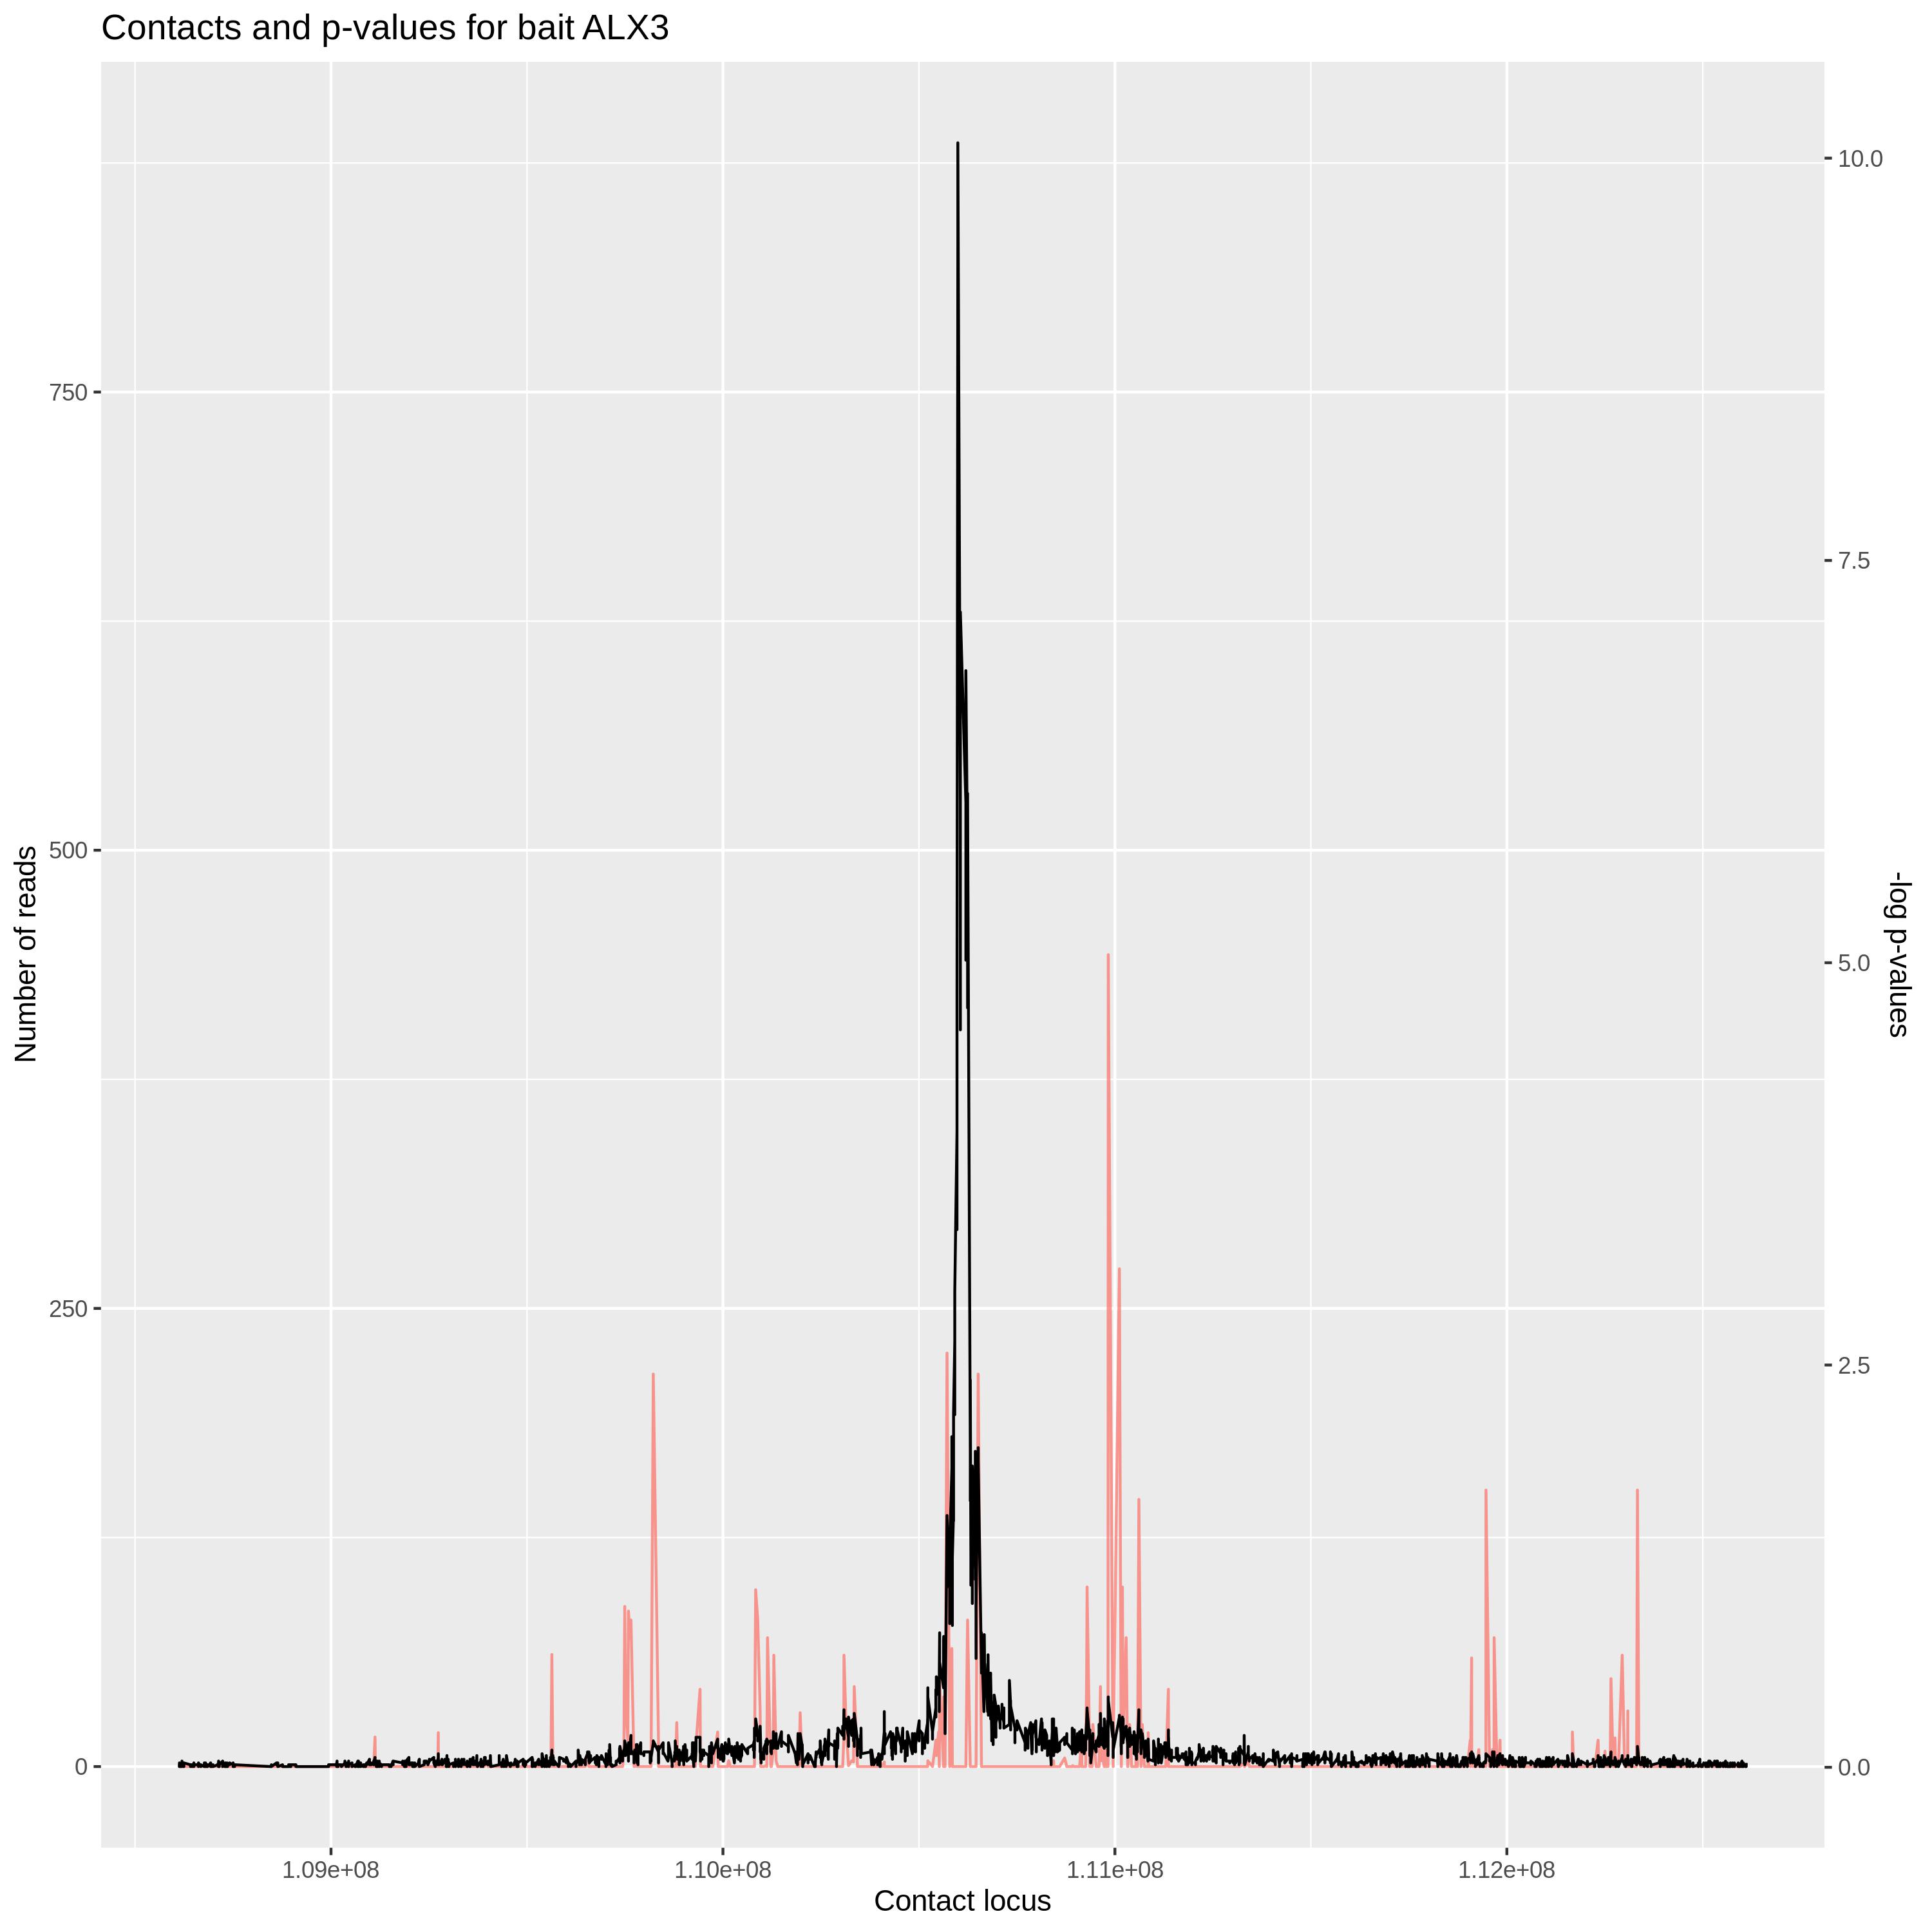 Contacts and p-values for bait ALX3
Number of reads
750
500
250
0
10.0
7.5
5.0
2.5
0.0
-log p-values
1.09e+08
1.10e+08
1.11e+08
1.12e+08
Contact locus